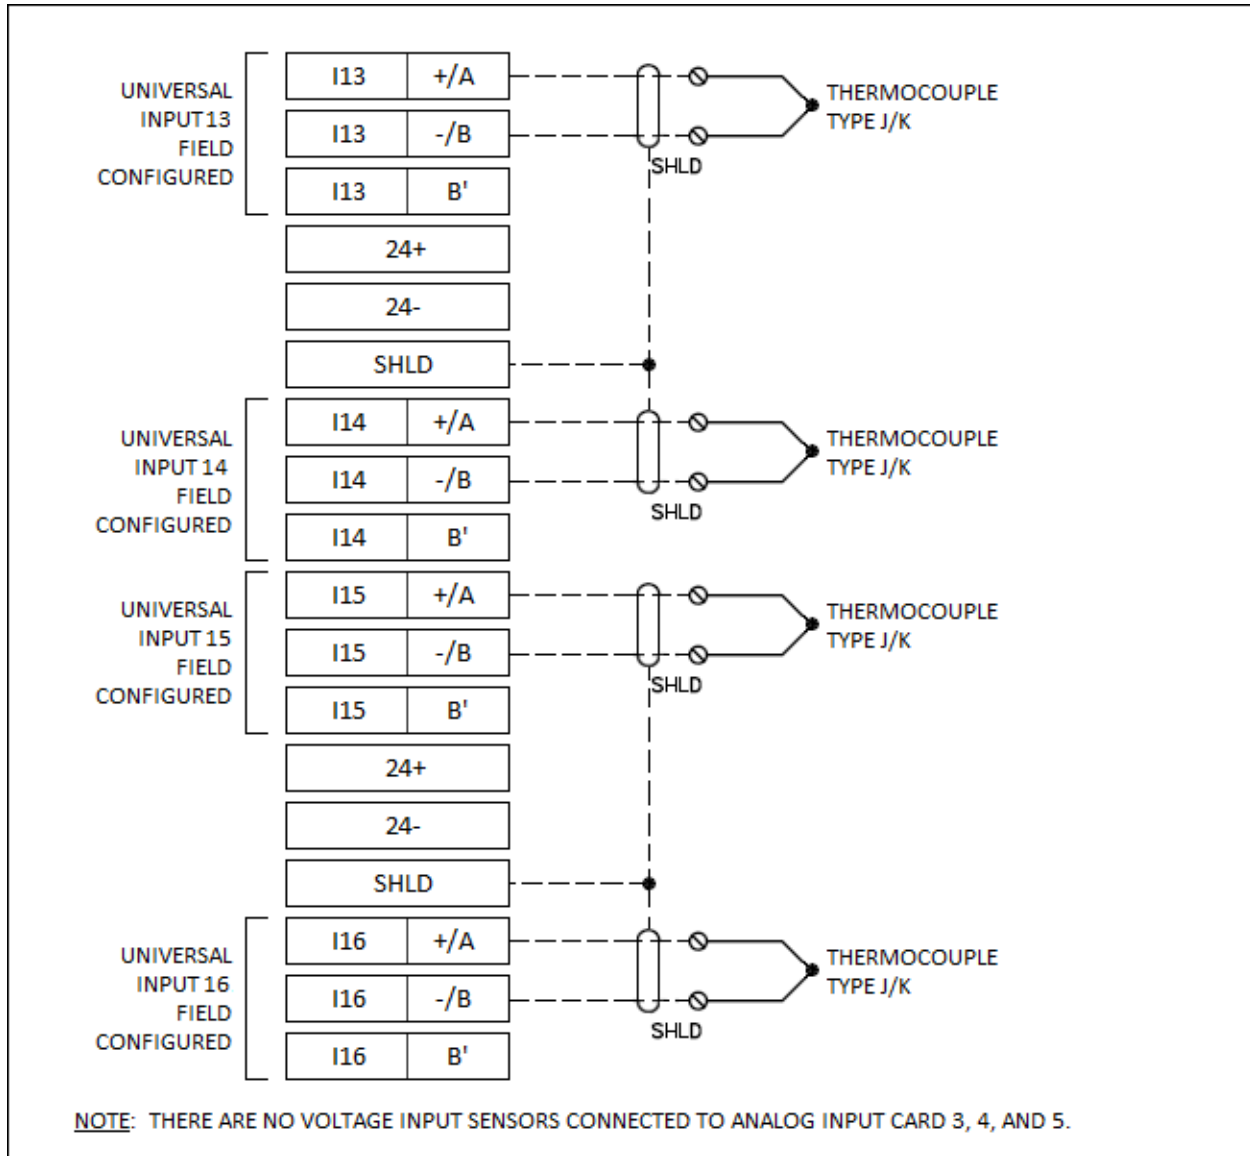 UNIVERSAL
INPUT 13
FIELD
CONFIGURED
I13 +/A
I13 -/B
I13 B'
SHLD
THERMOCOUPLE
TYPE J/K
24+
24-
SHLD
UNIVERSAL
INPUT 14
FIELD
CONFIGURED
I14 +/A
I14 -/B
I14 B'
SHLD
THERMOCOUPLE
TYPE J/K
UNIVERSAL
INPUT 15
FIELD
CONFIGURED
I15 +/A
I15 -/B
I15 B'
SHLD
THERMOCOUPLE
TYPE J/K
24+
24-
SHLD
UNIVERSAL
INPUT 16
FIELD
CONFIGURED
I16 +/A
I16 -/B
I16 B'
SHLD
THERMOCOUPLE
TYPE J/K
NOTE: THERE ARE NO VOLTAGE INPUT SENSORS CONNECTED TO ANALOG INPUT CARD 3, 4, AND 5.